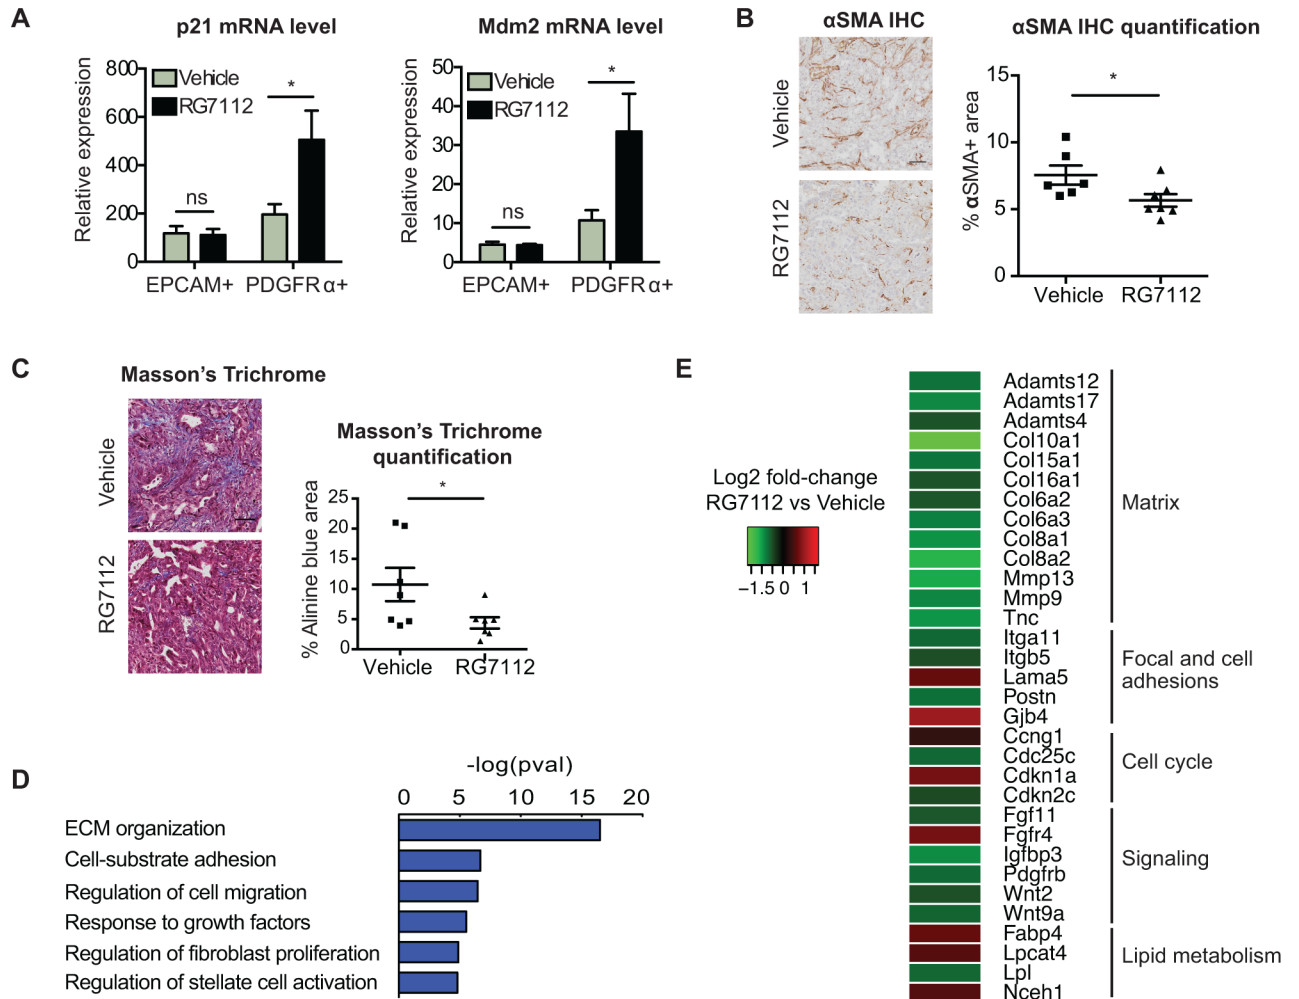 A
p21 mRNA level
Relative expression
800
600
400
200
0
Vehicle
RG7112
ns
*
EPCAM+
PDGFR α+
Mdm2 mRNA level
Relative expression
50
40
30
20
10
0
Vehicle
RG7112
ns
*
EPCAM+
PDGFR α+
B
αSMA IHC
Vehicle
RG7112
αSMA IHC quantification
% αSMA+ area
15
10
5
0
*
Vehicle
RG7112
C
Masson's Trichrome
Vehicle
RG7112
Masson's Trichrome
quantification
% Alinine blue area
25
20
15
10
5
0
*
Vehicle
RG7112
D
-log(pval)
0 5 10 15 20
ECM organization
Cell-substrate adhesion
Regulation of cell migration
Response to growth factors
Regulation of fibroblast proliferation
Regulation of stellate cell activation
E
Log2 fold-change
RG7112 vs Vehicle
−1.5 0 1
Adamts12
Adamts17
Adamts4
Col10a1
Col15a1
Col16a1
Col6a2
Col6a3
Col8a1
Col8a2
Mmp13
Mmp9
Tnc
Itga11
Itgb5
Lama5
Postn
Gjb4
Ccng1
Cdc25c
Cdkn1a
Cdkn2c
Fgf11
Fgfr4
Igfbp3
Pdgfrb
Wnt2
Wnt9a
Fabp4
Lpcat4
Lpl
Nceh1
Matrix
Focal and cell
adhesions
Cell cycle
Signaling
Lipid metabolism